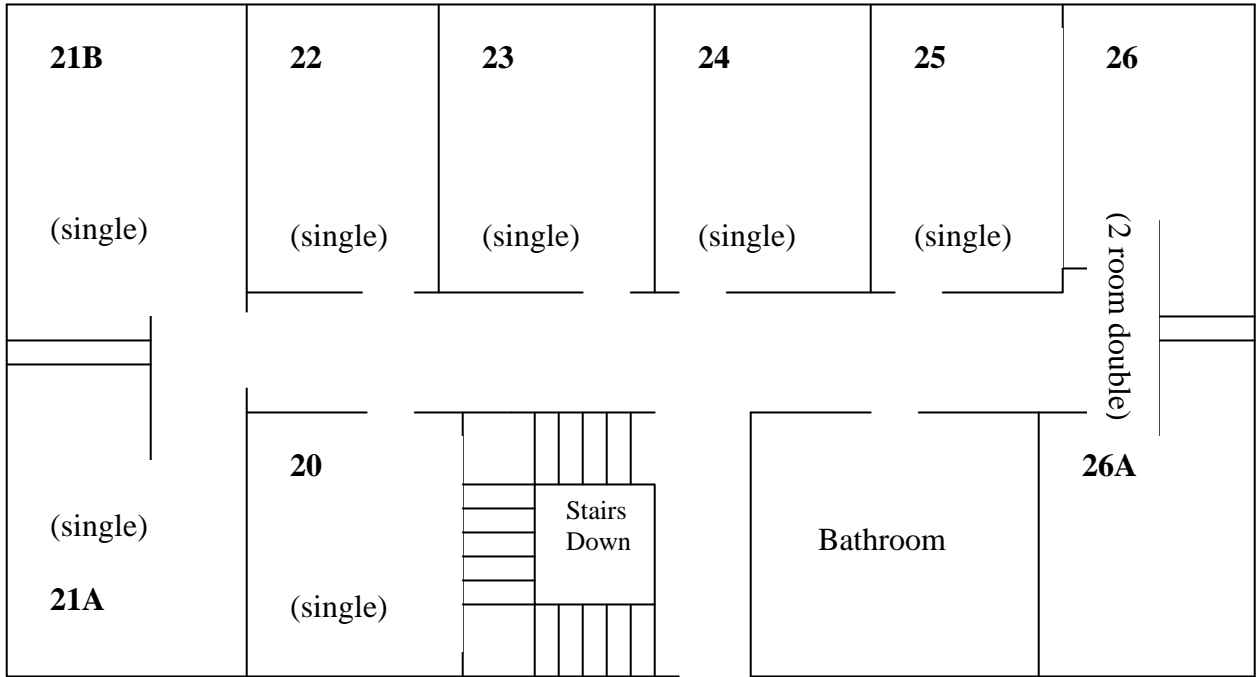 21B
22
23
24
25
26
(single)
(single)
(single)
(single)
(single)
(2 room double)
20
26A
Stairs
Down
(single)
Bathroom
21A
(single)